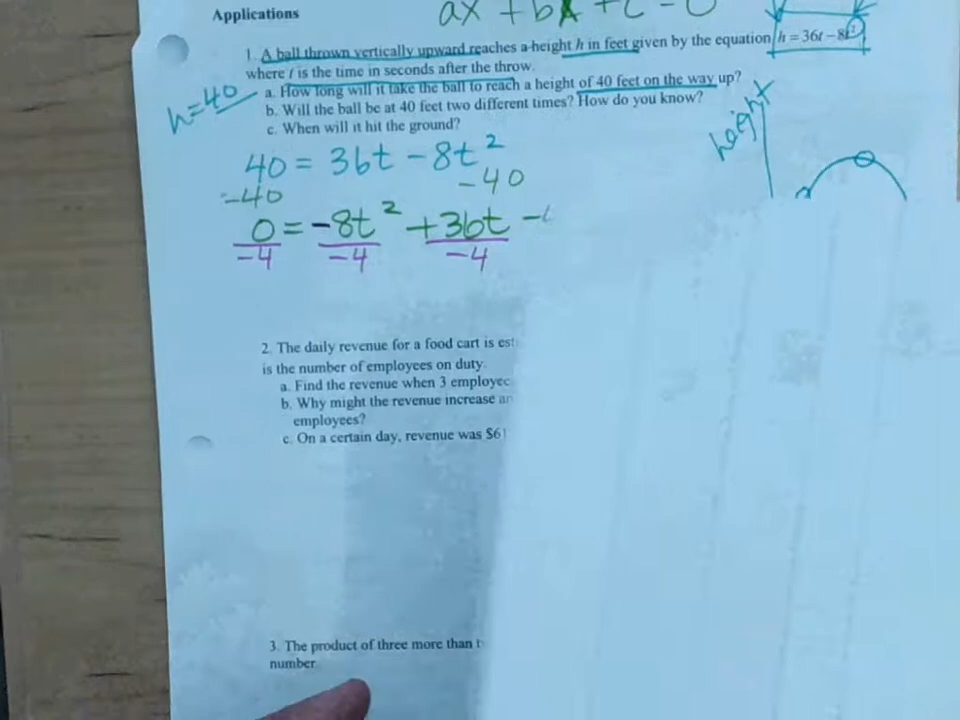 Applications
ax + bx + c = 0
1. A ball thrown vertically upward reaches a height h in feet given by the equation h = 36t – 8t²
where t is the time in seconds after the throw.
h=40
a. How long will it take the ball to reach a height of 40 feet on the way up?
b. Will the ball be at 40 feet two different times? How do you know?
c. When will it hit the ground?
height
40 = 36t - 8t²
-40 -40
0 = -8t² + 36t -
-4 -4 -4
2. The daily revenue for a food cart is
is the number of employees on duty.
a. Find the revenue when 3
b. Why might the revenue increase
employees?
c. On a certain day, revenue was $61
3. The product of three more than
number.